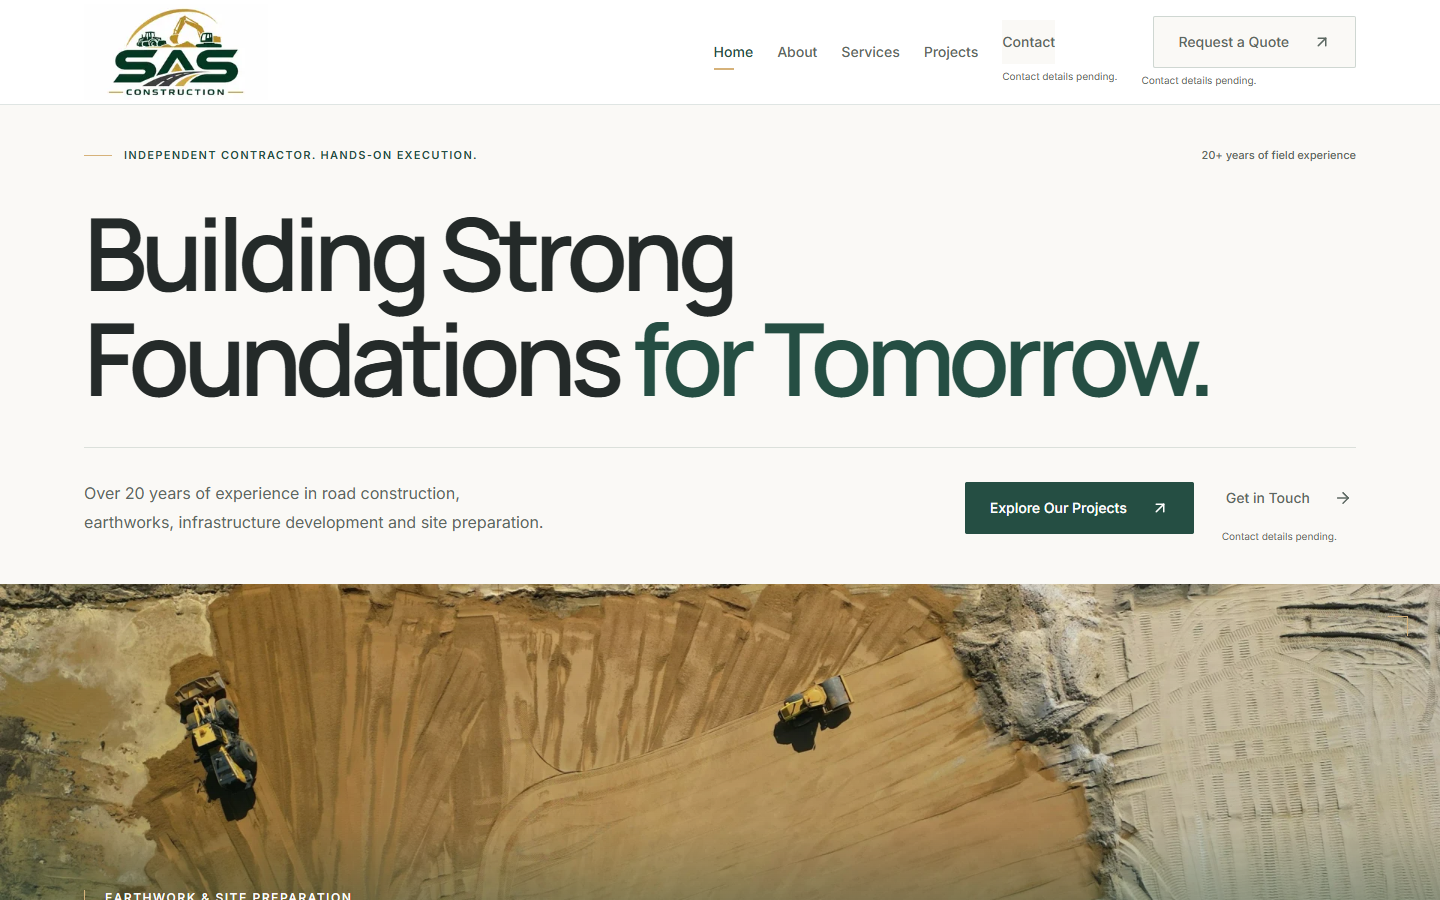 SAS
CONSTRUCTION
Home
About
Services
Projects
Contact
Contact details pending.
Request a Quote
Contact details pending.
INDEPENDENT CONTRACTOR. HANDS-ON EXECUTION.
20+ years of field experience
Building Strong
Foundations for Tomorrow.
Over 20 years of experience in road construction,
earthworks, infrastructure development and site preparation.
Explore Our Projects
Get in Touch
Contact details pending.
EARTHWORK & SITE PREPARATION